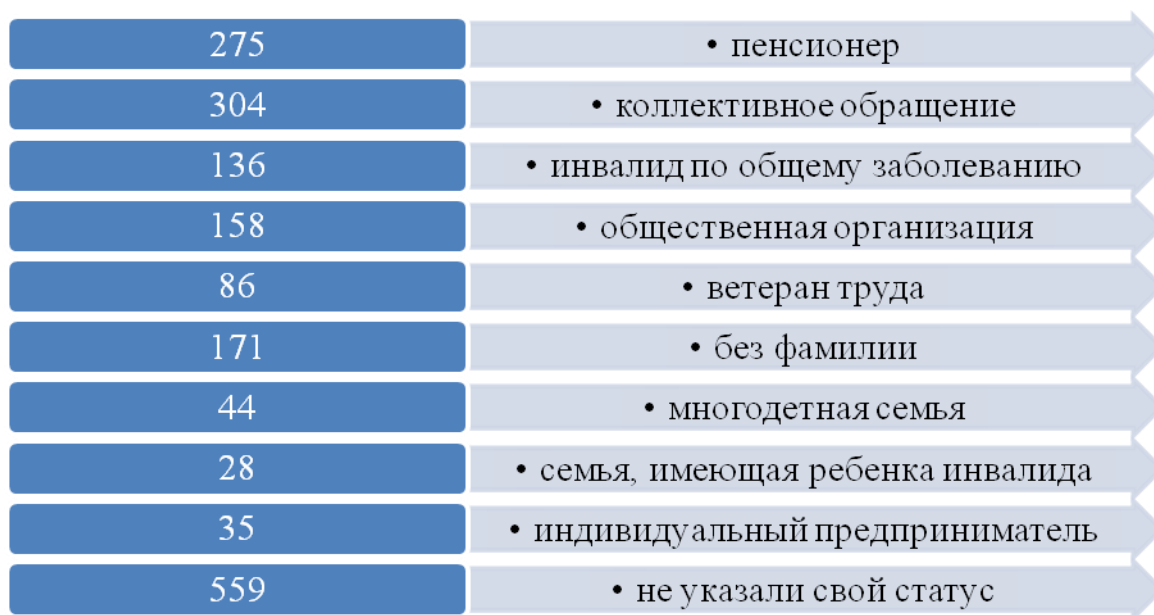 275
• пенсионер
304
• коллективное обращение
136
• инвалид по общему заболеванию
158
• общественная организация
86
• ветеран труда
171
• без фамилии
44
• многодетная семья
28
• семья, имеющая ребенка инвалида
35
• индивидуальный предприниматель
559
• не указали свой статус